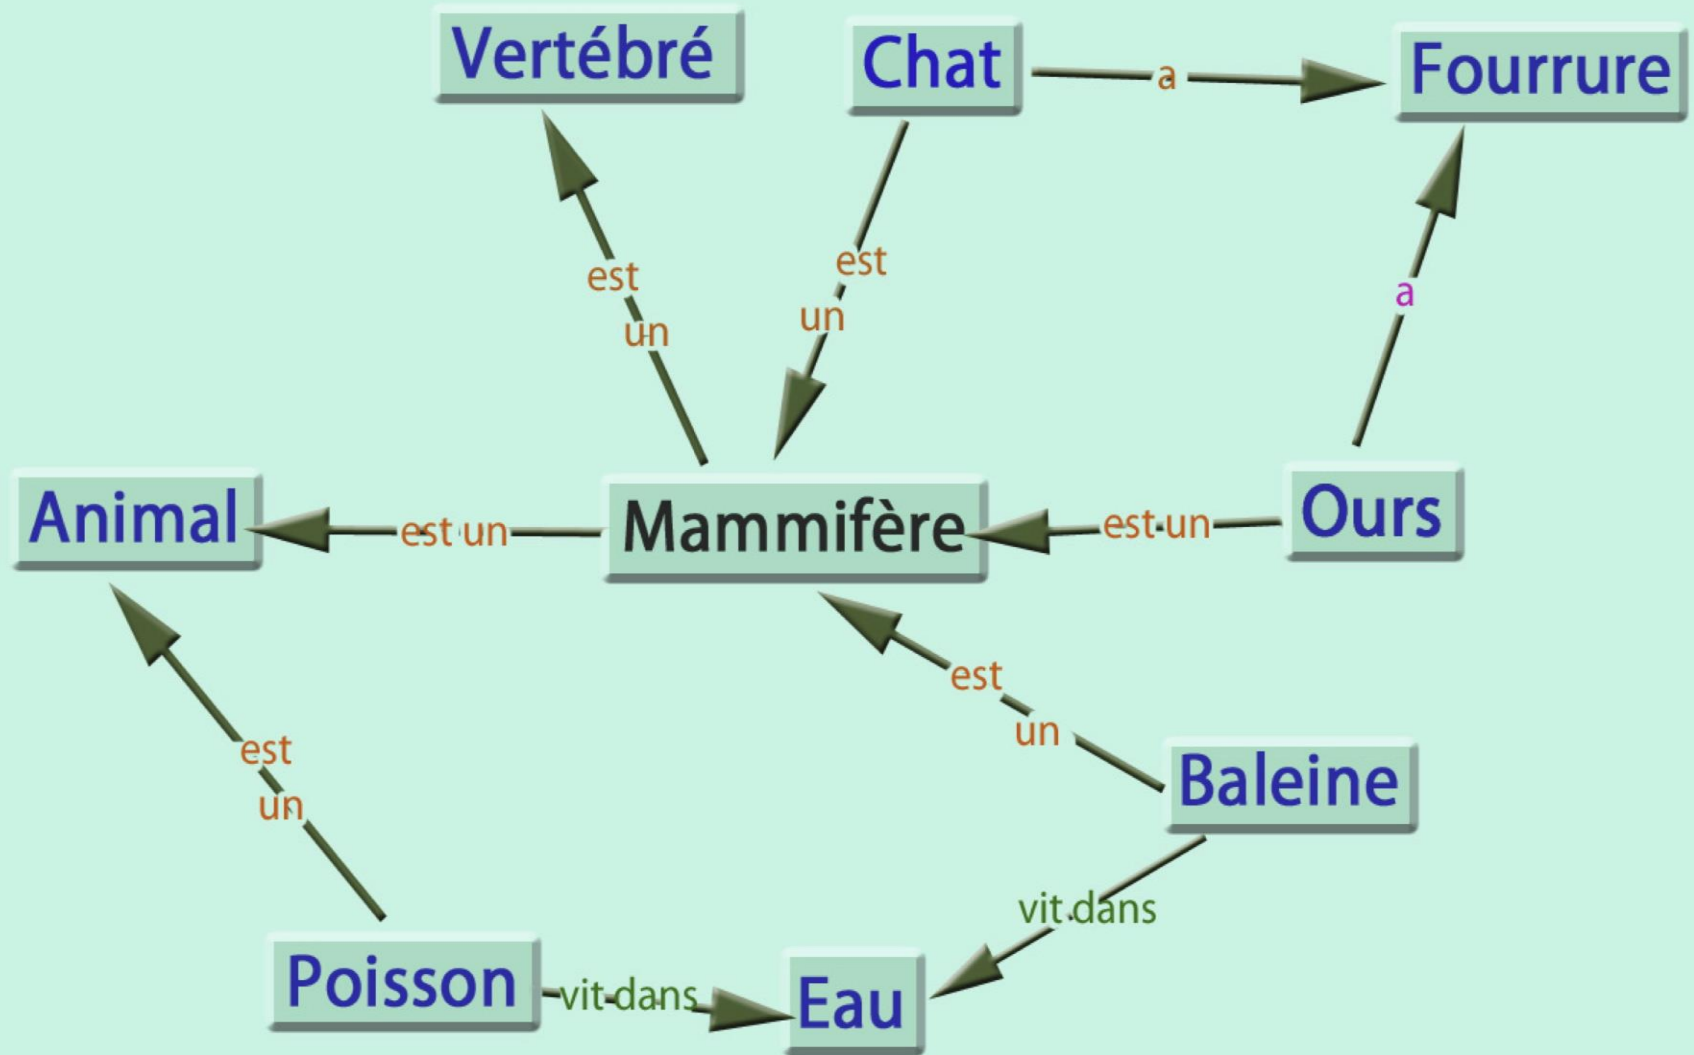 Vertébré
Chat
a
Fourrure
est
un
est
un
a
Animal
est un
Mammifère
est un
Ours
est
un
est
un
Baleine
vit dans
Poisson
vit dans
Eau